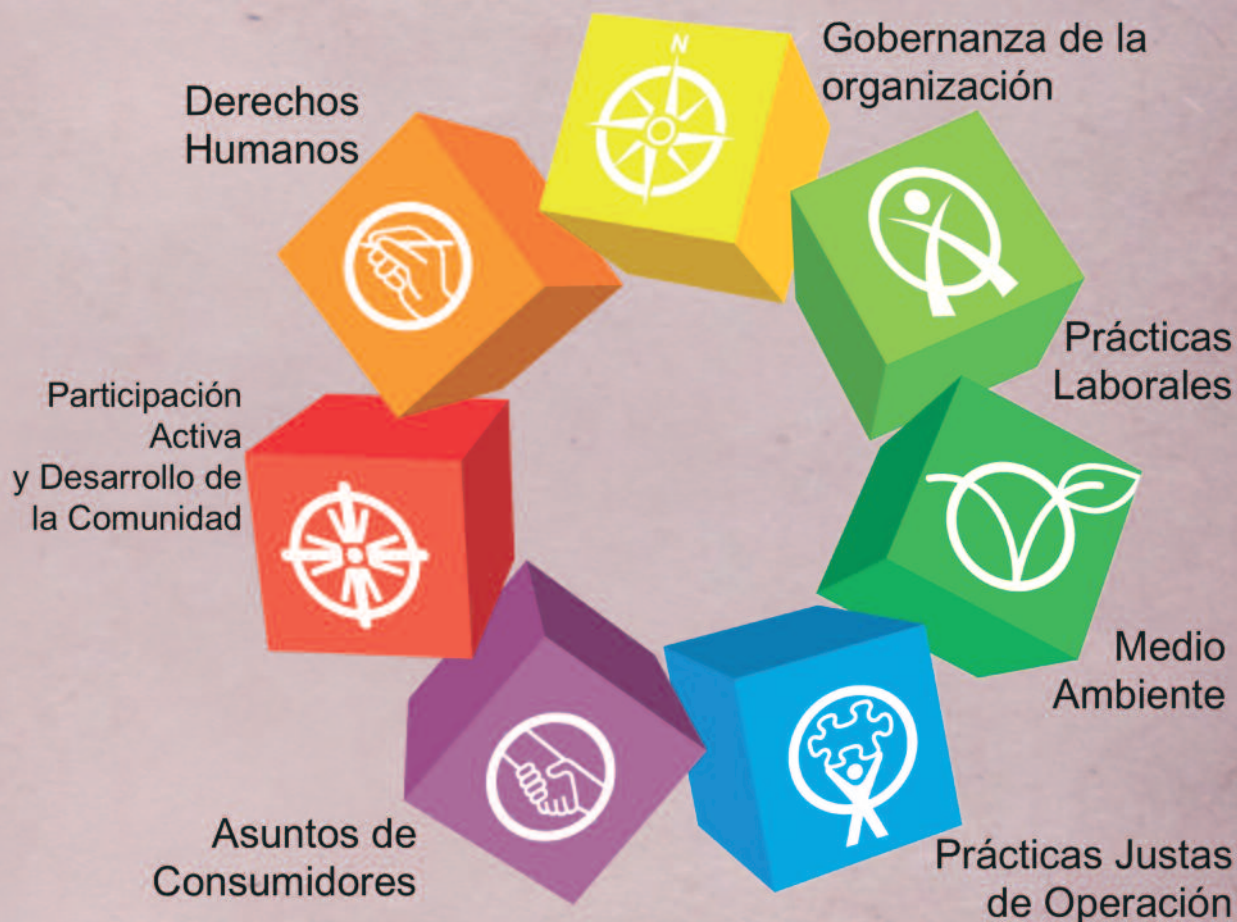 N
Gobernanza de la
organización
Derechos
Humanos
Prácticas
Laborales
Participación
Activa
y Desarrollo de
la Comunidad
Medio
Ambiente
Asuntos de
Consumidores
Prácticas Justas
de Operación